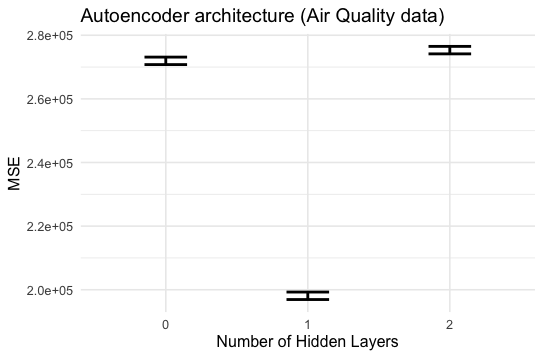 Autoencoder architecture (Air Quality data)
2.8e+05
2.6e+05
2.4e+05
2.2e+05
2.0e+05
MSE
0 1 2
Number of Hidden Layers